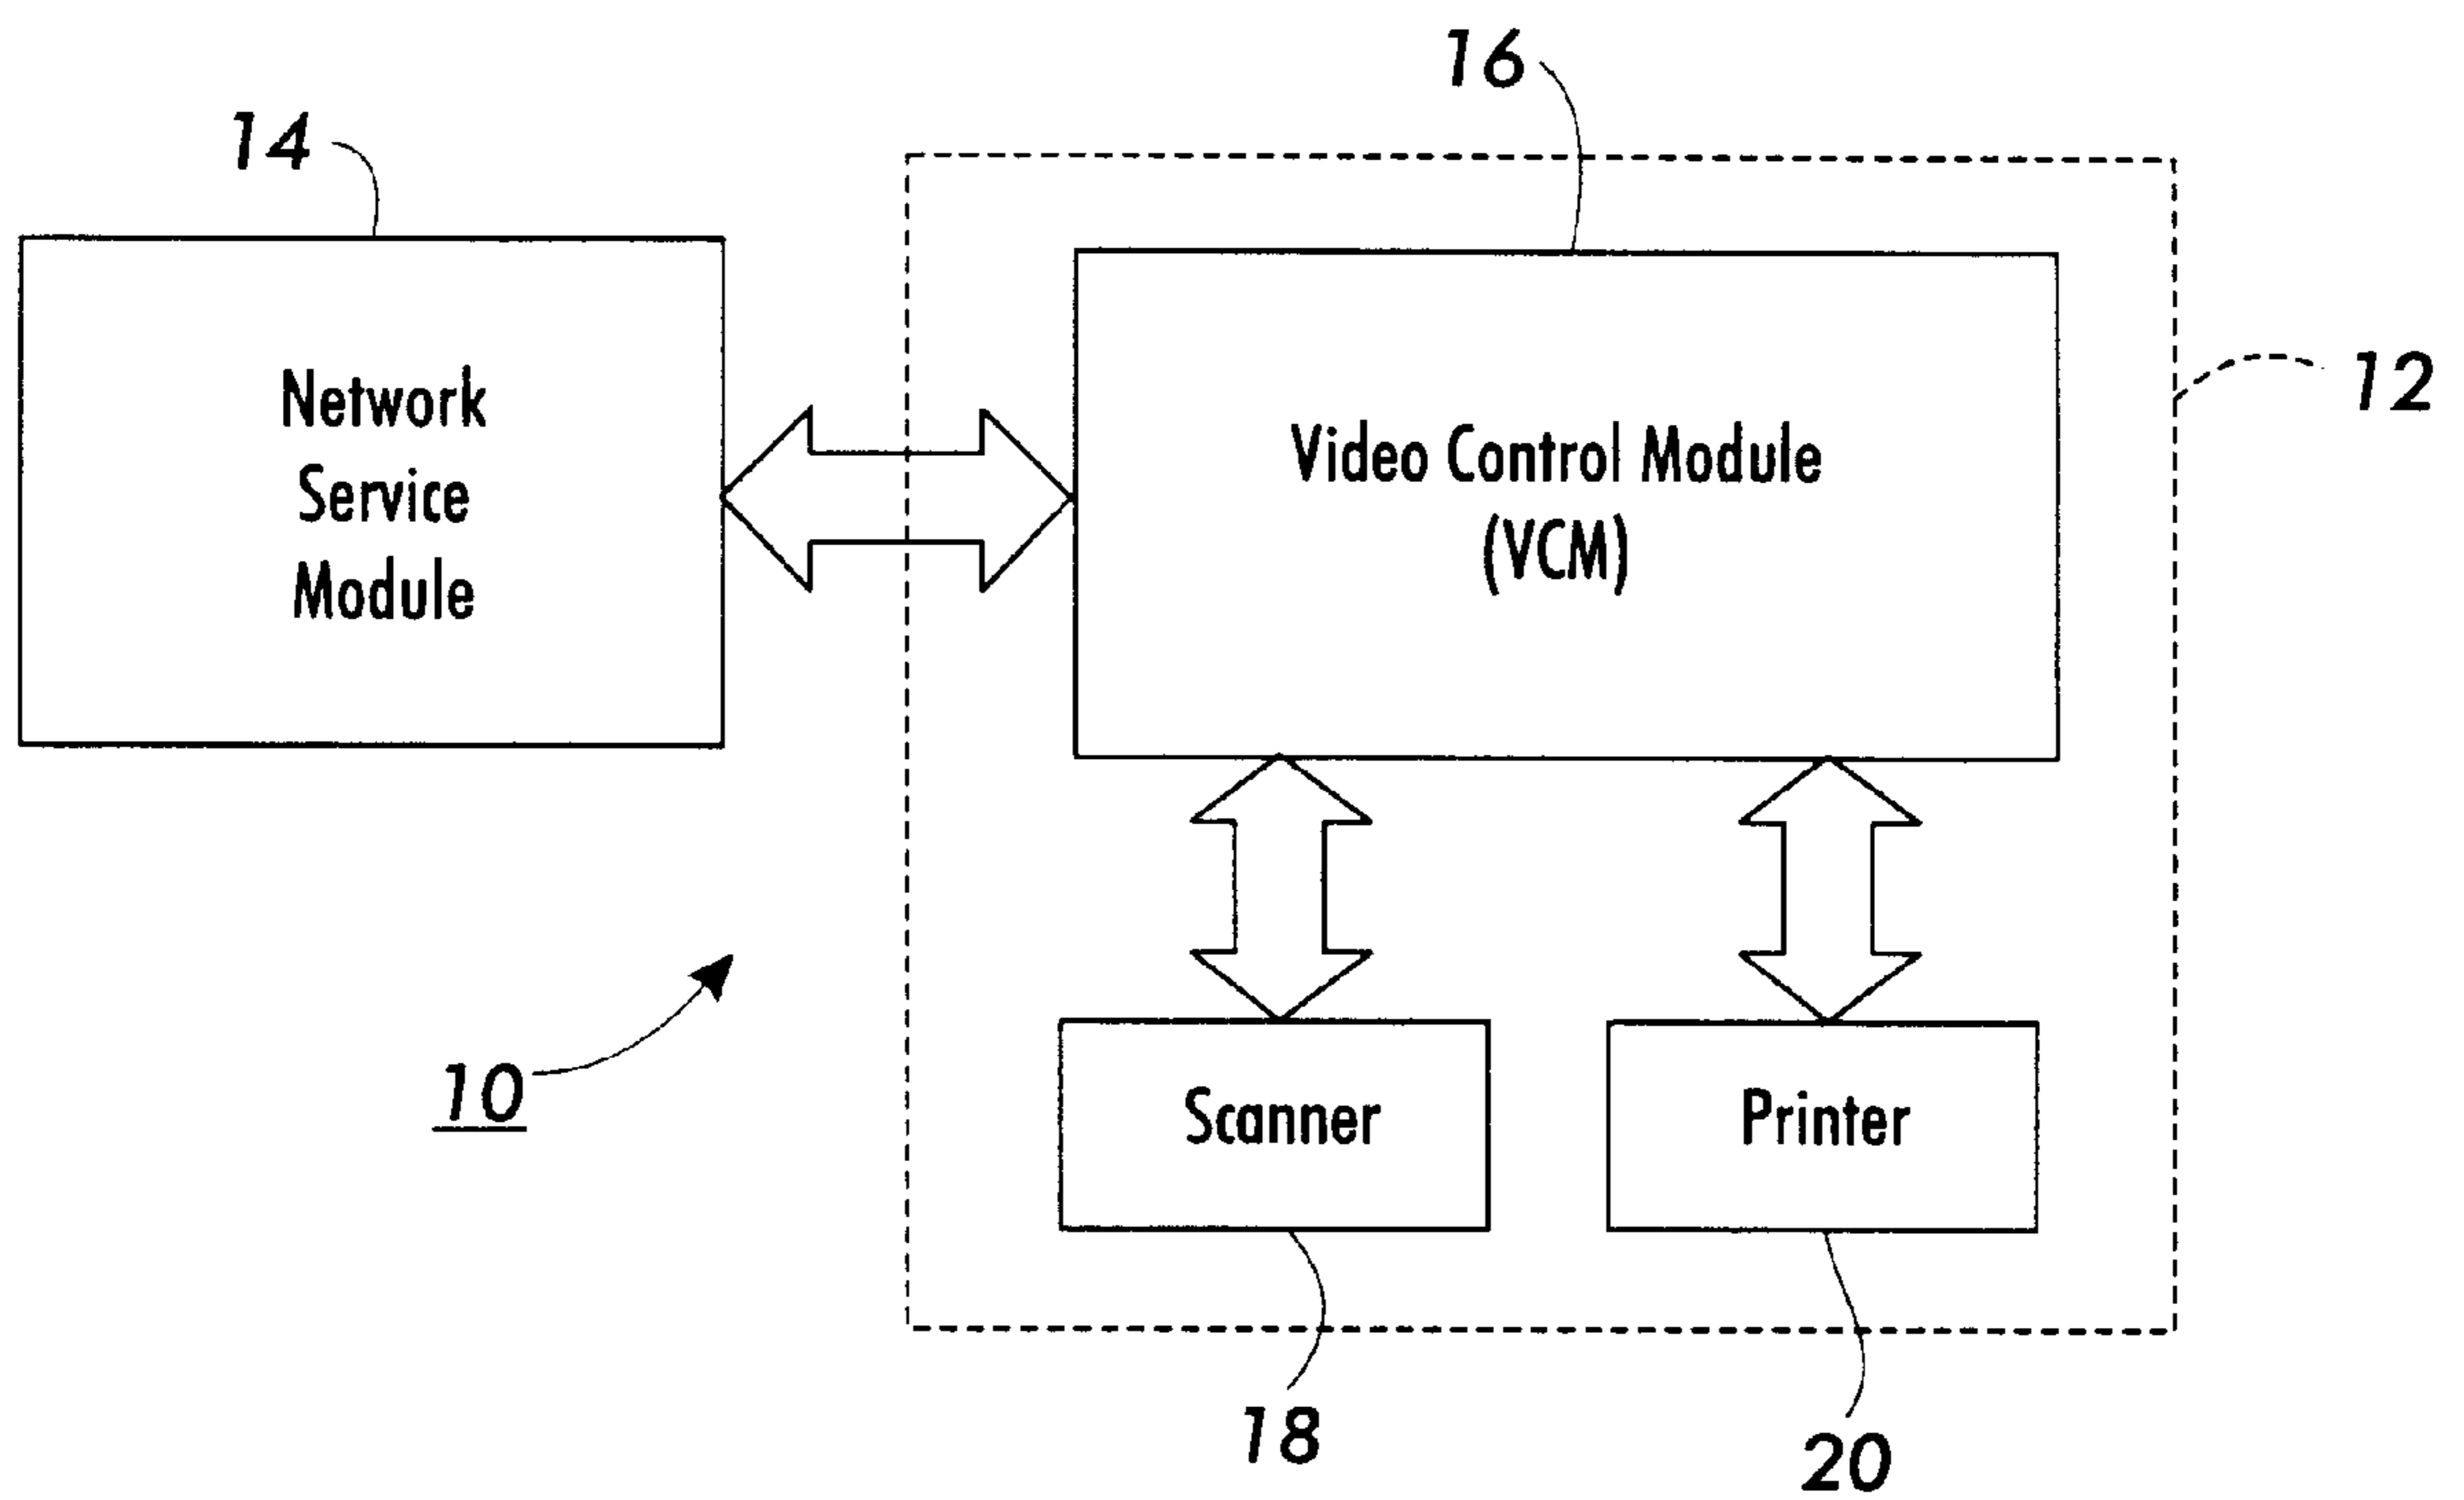 16
14
12
Network
Service
Module
Video Control Module
(VCM)
10
Scanner
Printer
18
20